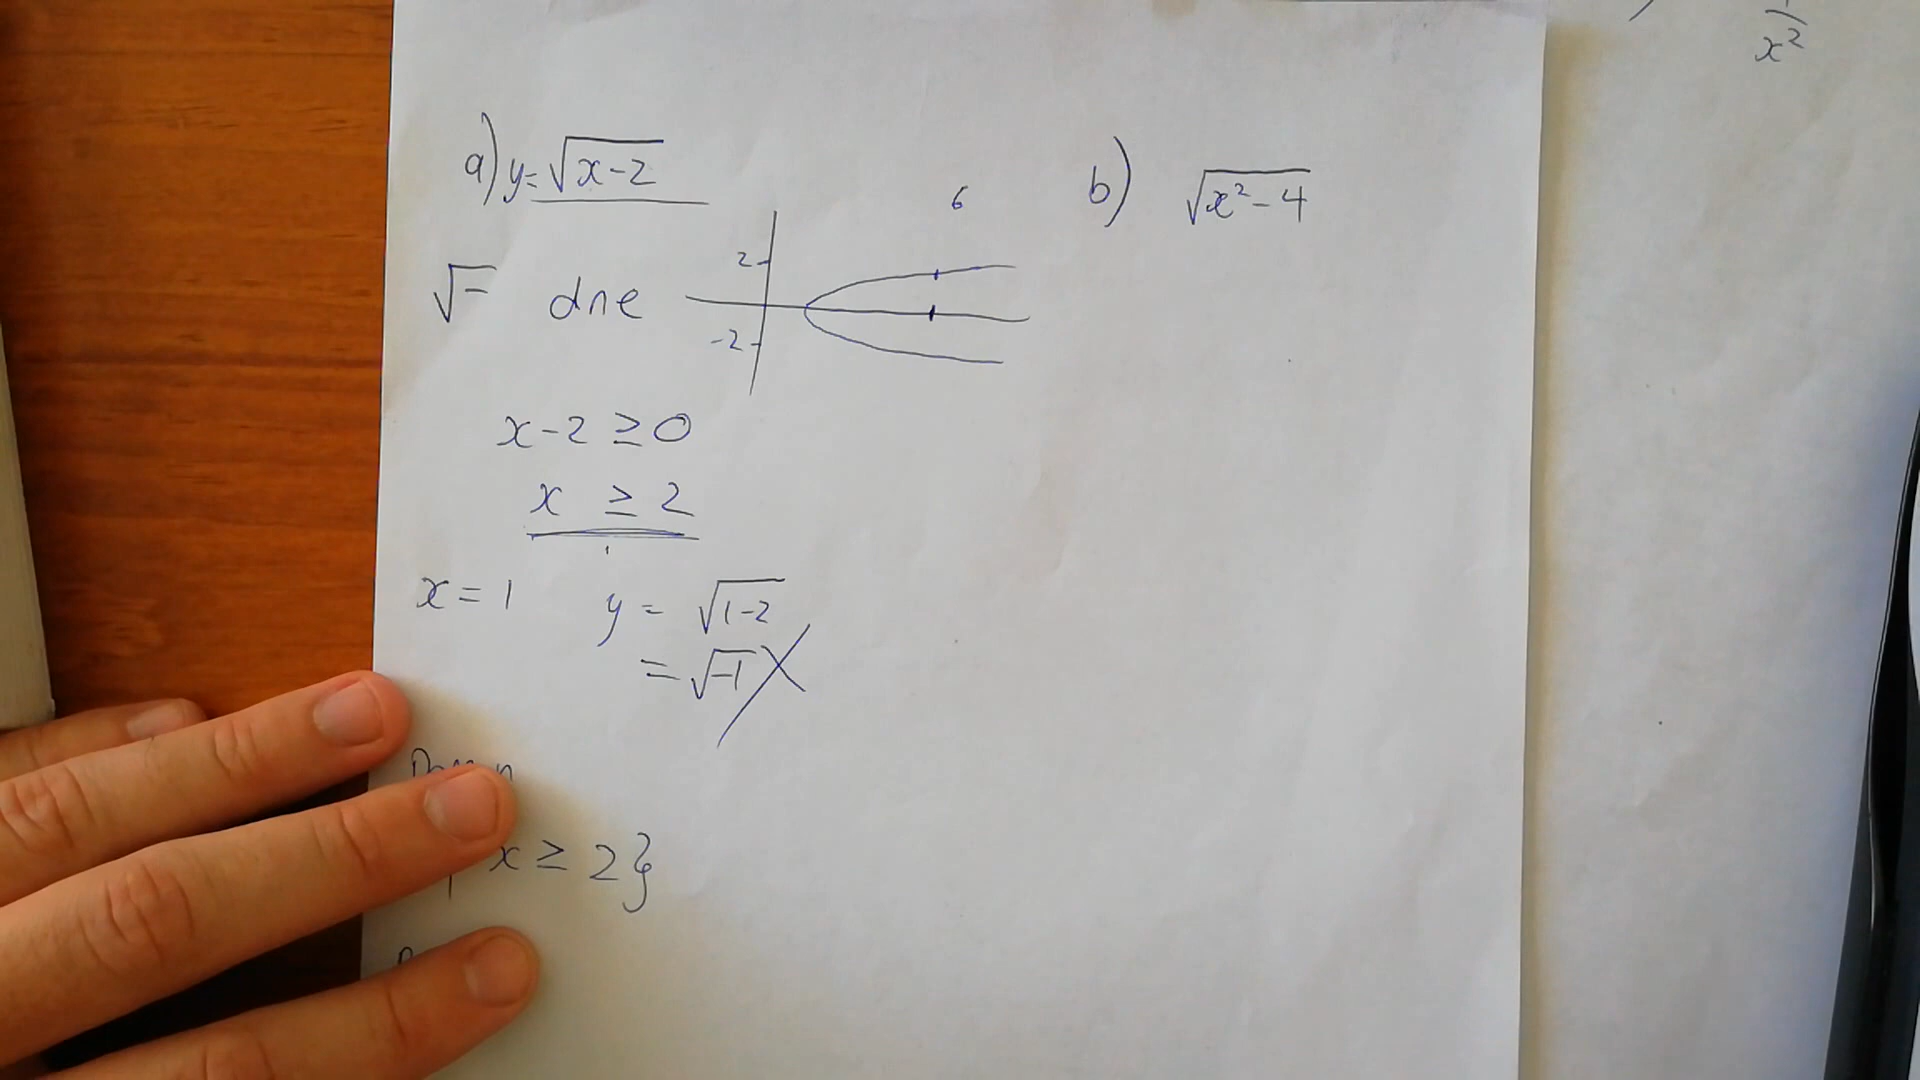 a) y = √(x-2)
6
b) √(x²-4)
√- dne
2
-2
x-2 ≥ 0
x ≥ 2
x = 1 y = √(1-2)
= √-1
x ≥ 2}
x²